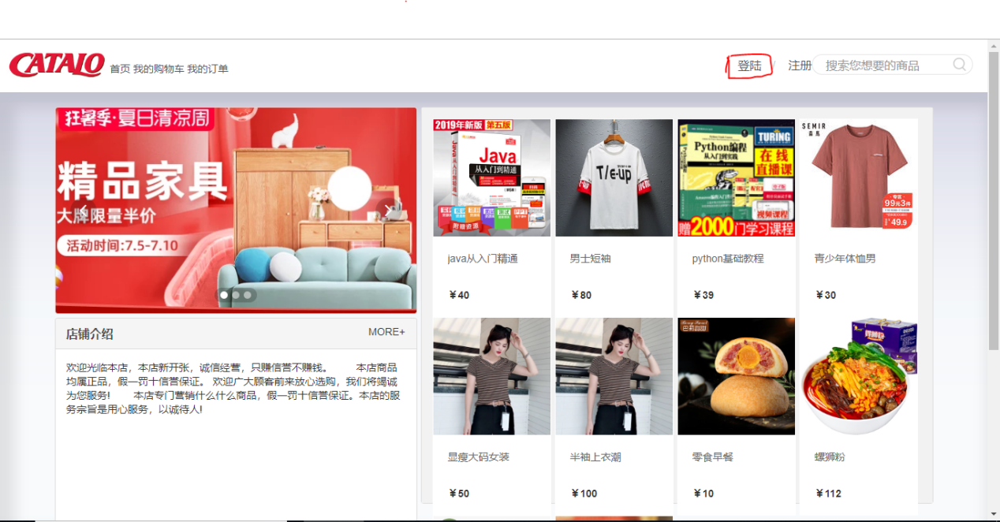 CATALO
首页 我的购物车 我的订单
登陆
/
注册
搜索您想要的商品
狂暑季·夏日清凉周
精品家具
大牌限量半价
活动时间:7.5-7.10
店铺介绍
MORE+
欢迎光临本店，本店新开张，诚信经营，只赚信誉不赚钱。 本店商品
均属正品，假一罚十信誉保证。 欢迎广大顾客前来放心选购，我们将竭诚
为您服务! 本店专门营销什么什么商品，假一罚十信誉保证。本店的服
务宗旨是用心服务，以诚待人!
2019年新版 第五版
Java
从入门到精通
附赠资源
java从入门精通
¥40
T/E-UP
男士短袖
¥80
Python编程
从入门到实践
TURING
在线
直播课
视频课程
赠2000门学习课程
python基础教程
¥39
SEMIR
森马
99元3件
49.9
青少年体恤男
¥30
显瘦大码女装
¥50
半袖上衣潮
¥100
巴莉甜甜
零食早餐
¥10
螺狮粉
螺狮粉
¥112